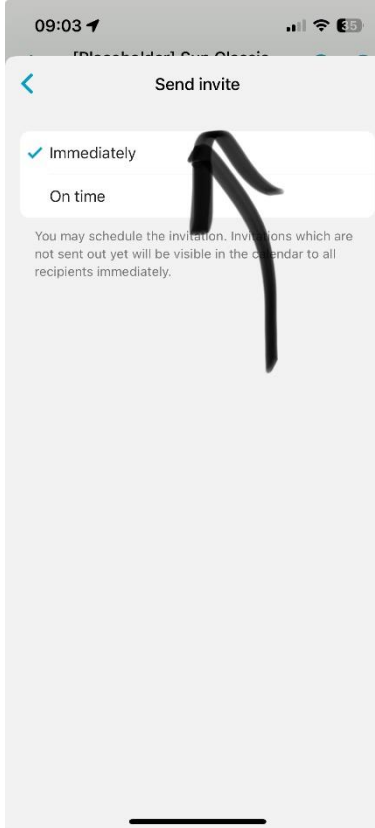 09:03
35
Send invite
Immediately
On time
You may schedule the invitation. Invitations which are
not sent out yet will be visible in the calendar to all
recipients immediately.